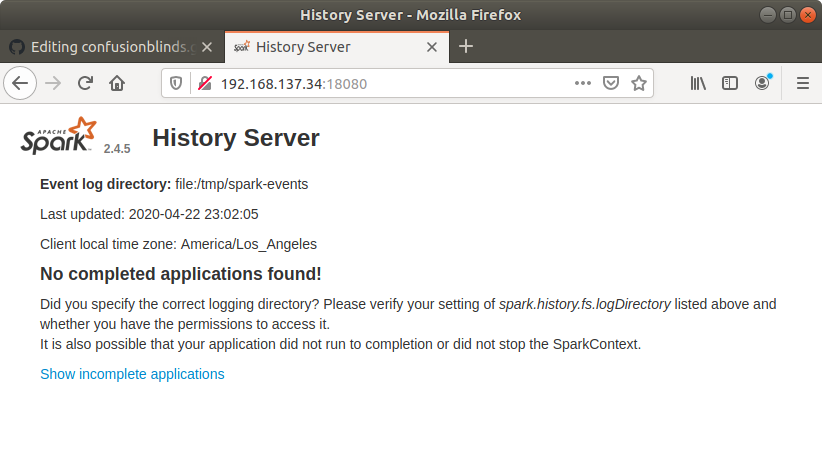 History Server - Mozilla Firefox
Editing confusionblinds.g
History Server
192.168.137.34:18080
APACHE
Spark
2.4.5
History Server
Event log directory: file:/tmp/spark-events
Last updated: 2020-04-22 23:02:05
Client local time zone: America/Los_Angeles
No completed applications found!
Did you specify the correct logging directory? Please verify your setting of spark.history.fs.logDirectory listed above and
whether you have the permissions to access it.
It is also possible that your application did not run to completion or did not stop the SparkContext.
Show incomplete applications